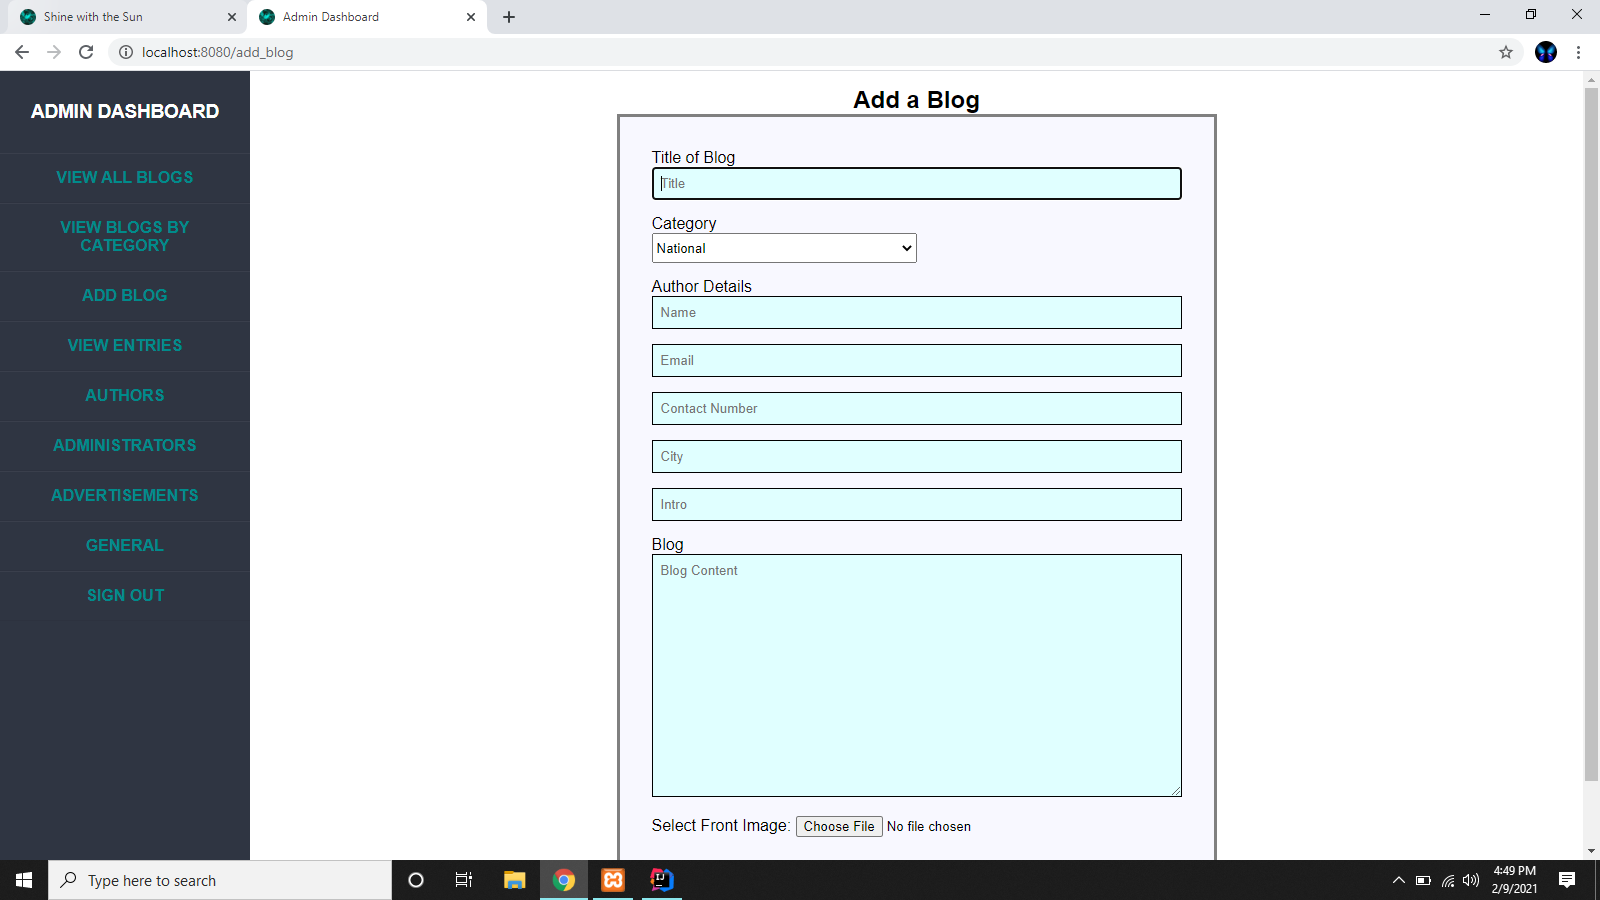 Shine with the Sun
Admin Dashboard
localhost:8080/add_blog
ADMIN DASHBOARD
VIEW ALL BLOGS
VIEW BLOGS BY
CATEGORY
ADD BLOG
VIEW ENTRIES
AUTHORS
ADMINISTRATORS
ADVERTISEMENTS
GENERAL
SIGN OUT
Add a Blog
Title of Blog
Title
Category
National
Author Details
Name
Email
Contact Number
City
Intro
Blog
Blog Content
Select Front Image: Choose File No file chosen
Type here to search
4:49 PM
2/9/2021